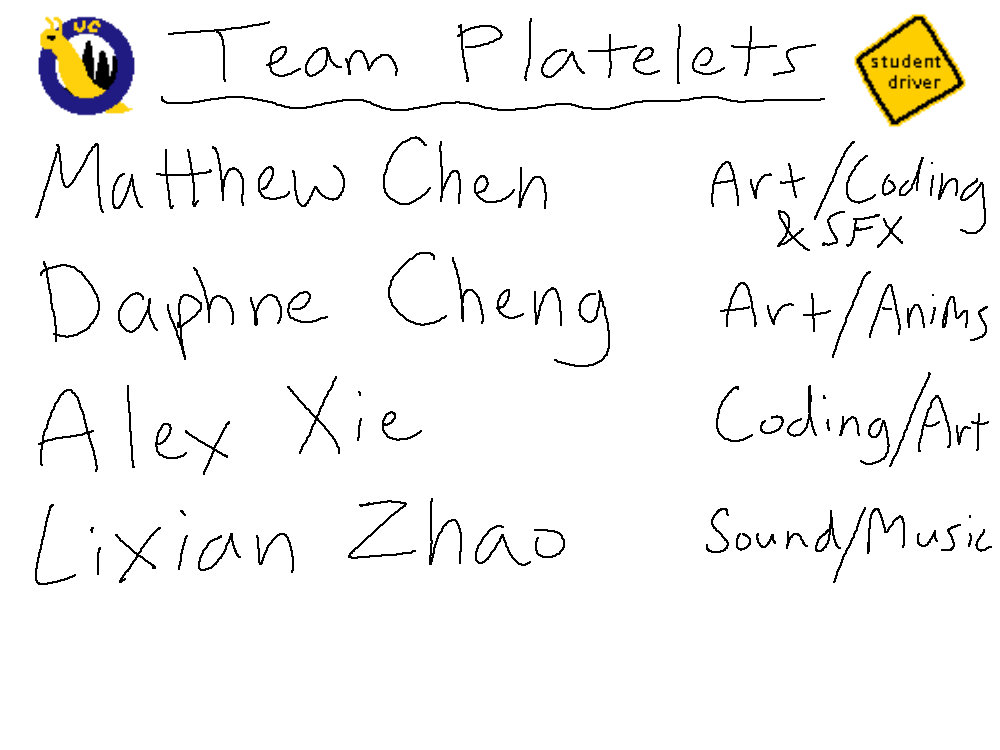 UC
Team Platelets
student
driver
Matthew Chen Art/Coding
& SFX
Daphne Cheng Art/Anims
Alex Xie Coding/Art
Lixian Zhao Sound/Music